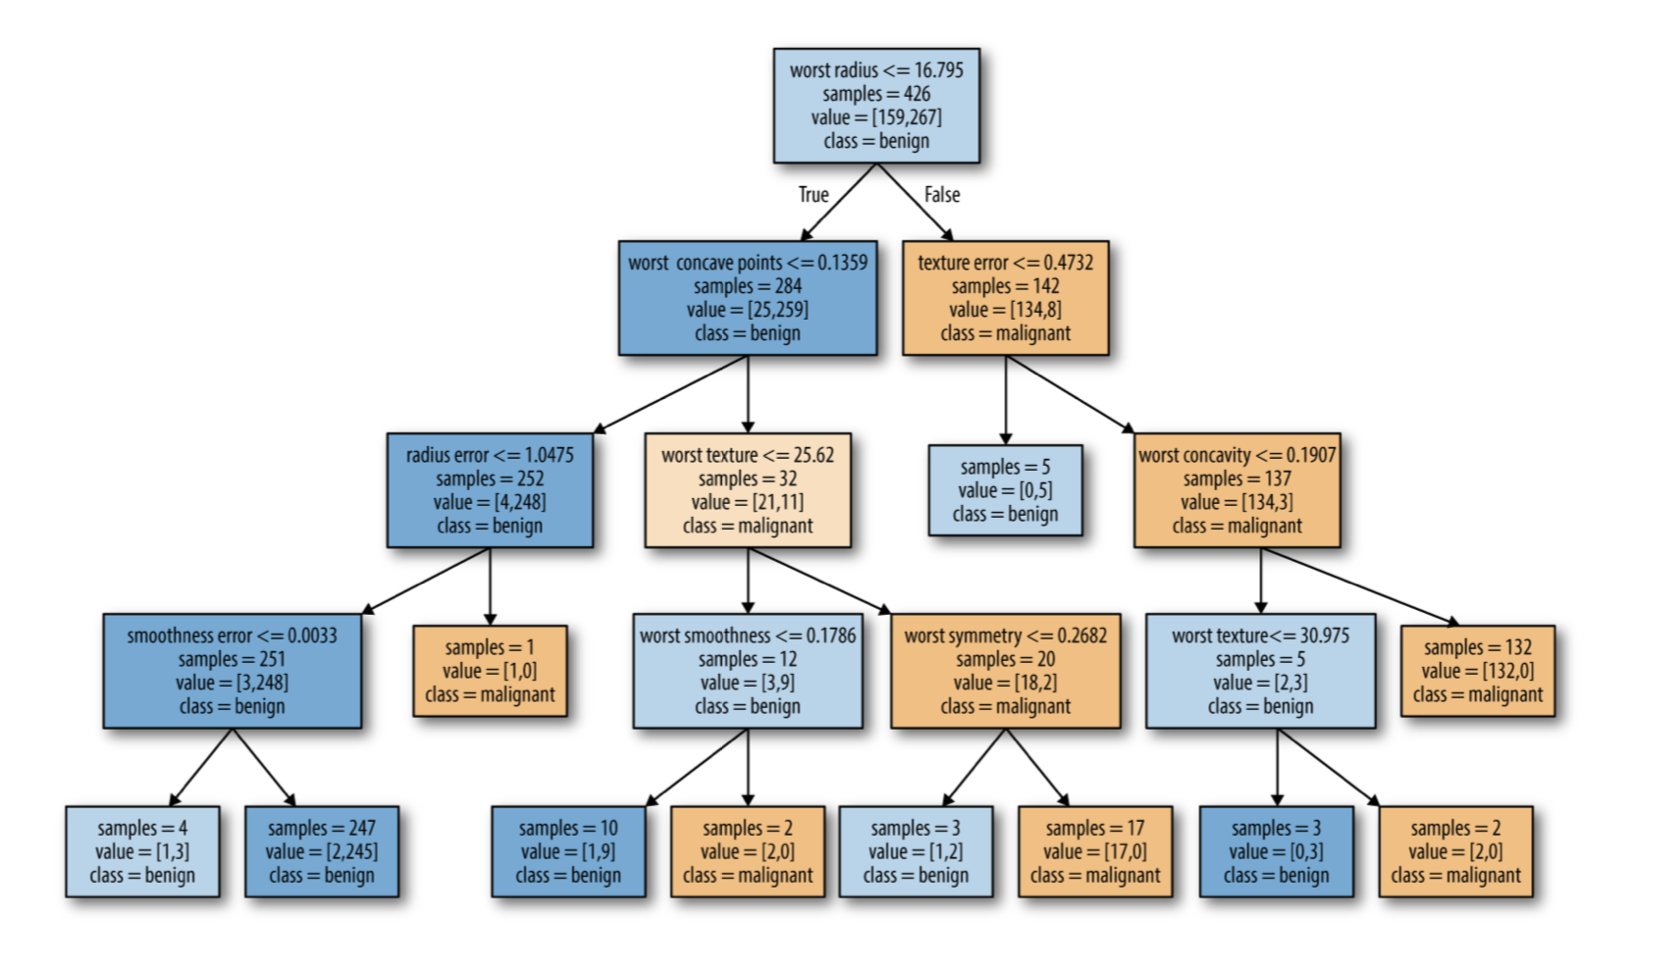 worst radius <= 16.795
samples = 426
value = [159,267]
class = benign
True
False
worst concave points <= 0.1359
samples = 284
value = [25,259]
class = benign
texture error <= 0.4732
samples = 142
value = [134,8]
class = malignant
radius error <= 1.0475
samples = 252
value = [4,248]
class = benign
worst texture <= 25.62
samples = 32
value = [21,11]
class = malignant
samples = 5
value = [0,5]
class = benign
worst concavity <= 0.1907
samples = 137
value = [134,3]
class = malignant
smoothness error <= 0.0033
samples = 251
value = [3,248]
class = benign
samples = 1
value = [1,0]
class = malignant
worst smoothness <= 0.1786
samples = 12
value = [3,9]
class = benign
worst symmetry <= 0.2682
samples = 20
value = [18,2]
class = malignant
worst texture<= 30.975
samples = 5
value = [2,3]
class = benign
samples = 132
value = [132,0]
class = malignant
samples = 4
value = [1,3]
class = benign
samples = 247
value = [2,245]
class = benign
samples = 10
value = [1,9]
class = benign
samples = 2
value = [2,0]
class = malignant
samples = 3
value = [1,2]
class = benign
samples = 17
value = [17,0]
class = malignant
samples = 3
value = [0,3]
class = benign
samples = 2
value = [2,0]
class = malignant